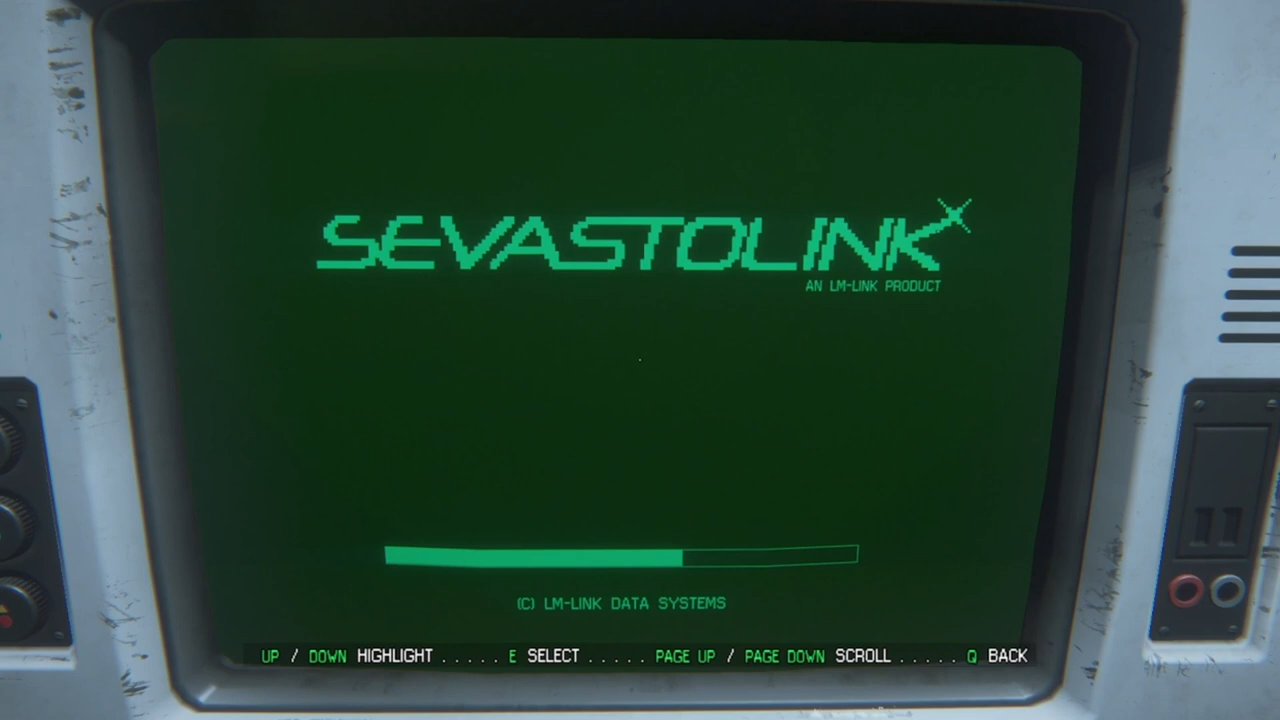 SEVASTOLINK
AN LM-LINK PRODUCT
(C) LM-LINK DATA SYSTEMS
UP / DOWN HIGHLIGHT ..... E SELECT ..... PAGE UP / PAGE DOWN SCROLL ..... Q BACK